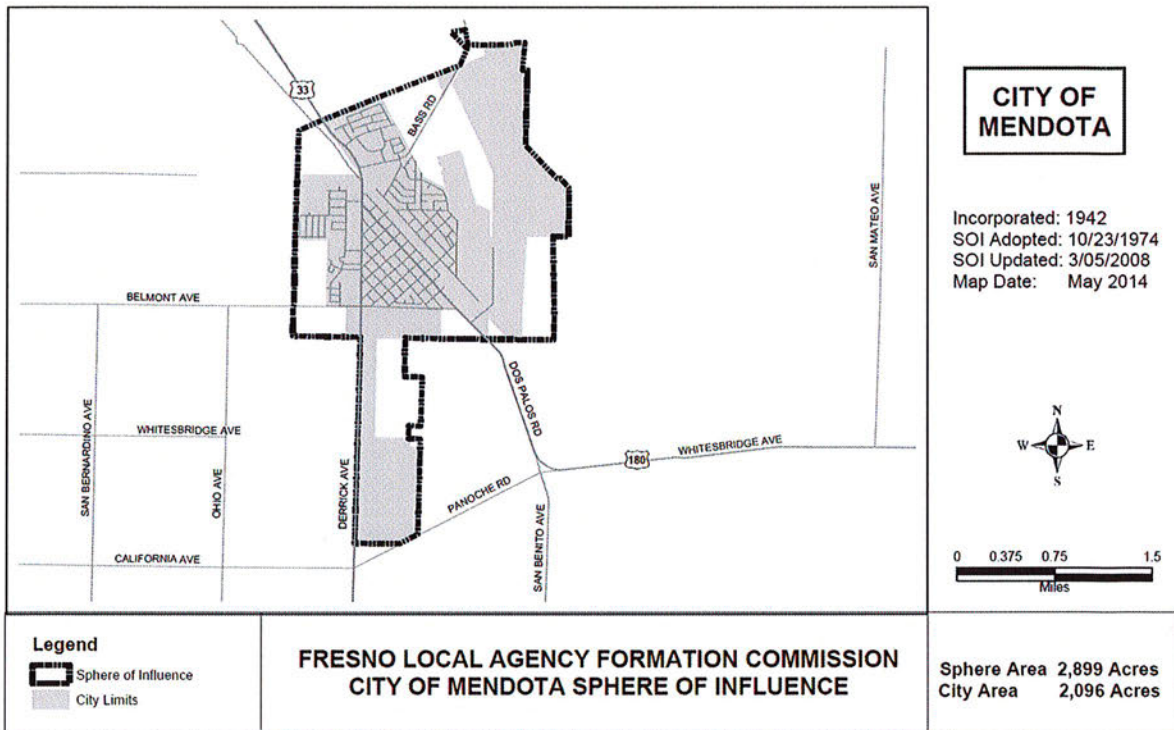 33
BASS RD
SAN MATEO AVE
BELMONT AVE
SAN BERNARDINO AVE
WHITESBRIDGE AVE
OHIO AVE
DERRICK AVE
DOS PALOS RD
WHITESBRIDGE AVE
180
PANOCHE RD
SAN BENITO AVE
CALIFORNIA AVE
CITY OF
MENDOTA
Incorporated: 1942
SOI Adopted: 10/23/1974
SOI Updated: 3/05/2008
Map Date: May 2014
N
W E
S
0 0.375 0.75 1.5
Miles
Legend
Sphere of Influence
City Limits
FRESNO LOCAL AGENCY FORMATION COMMISSION
CITY OF MENDOTA SPHERE OF INFLUENCE
Sphere Area 2,899 Acres
City Area 2,096 Acres